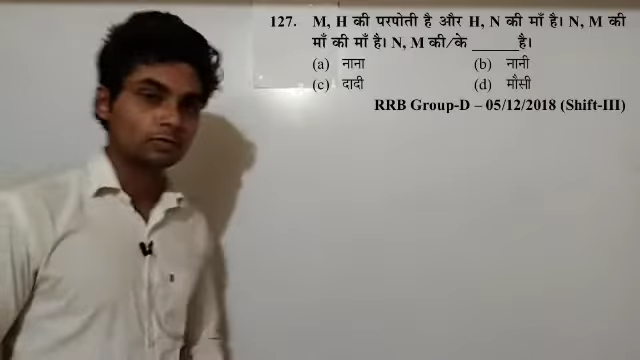 127. M, H की परपोती है और H, N की माँ है। N, M की
माँ की माँ है। N, M की/के ______है।
(a) नाना (b) नानी
(c) दादी (d) मौसी
RRB Group-D – 05/12/2018 (Shift-III)